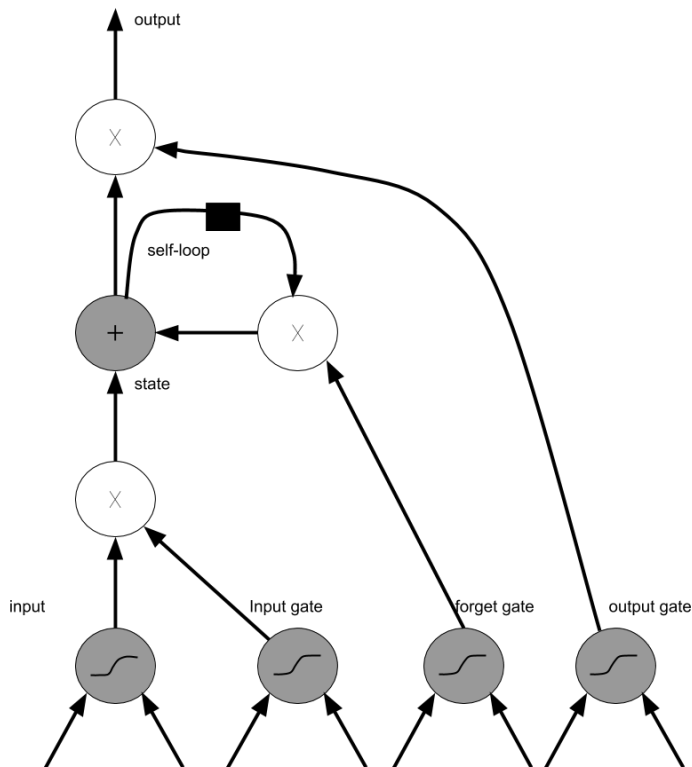 output
X
self-loop
+
X
state
X
input
Input gate
forget gate
output gate